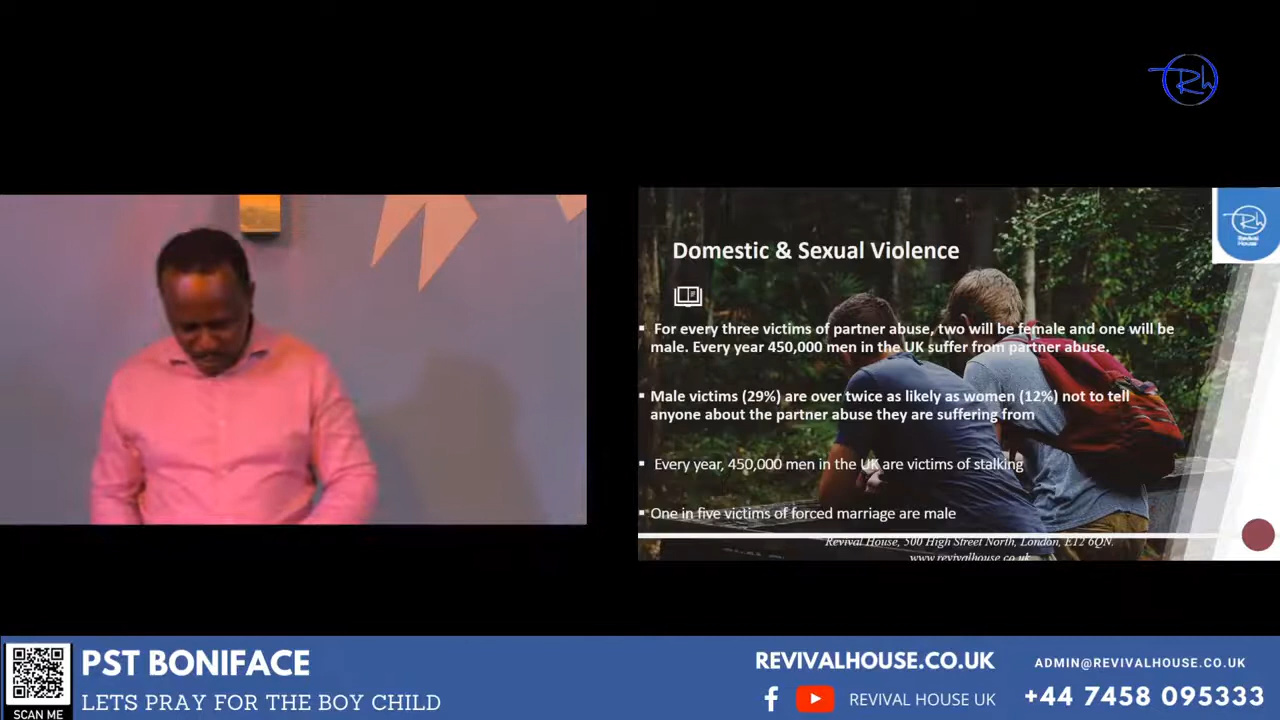 Rh
Domestic & Sexual Violence
Rh
Revival
House
▪ For every three victims of partner abuse, two will be female and one will be
male. Every year 450,000 men in the UK suffer from partner abuse.
▪ Male victims (29%) are over twice as likely as women (12%) not to tell
anyone about the partner abuse they are suffering from
▪ Every year, 450,000 men in the UK are victims of stalking
▪ One in five victims of forced marriage are male
Revival House, 500 High Street North, London, E12 6QN.
www.revivalhouse.co.uk
SCAN ME
PST BONIFACE
LETS PRAY FOR THE BOY CHILD
REVIVALHOUSE.CO.UK
REVIVAL HOUSE UK
ADMIN@REVIVALHOUSE.CO.UK
+44 7458 095333